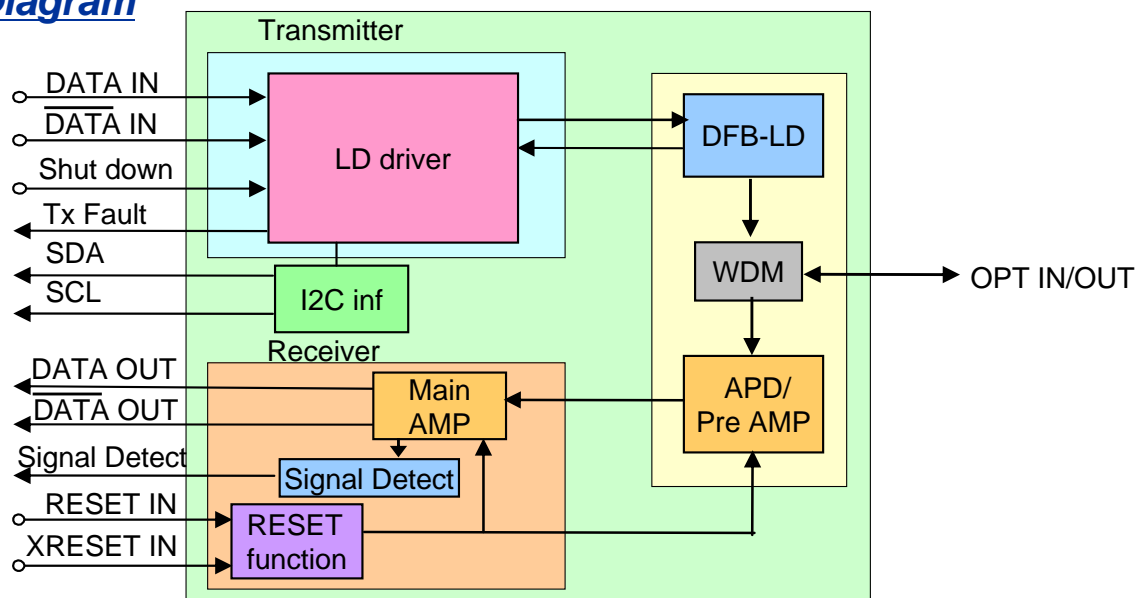 Diagram
Transmitter
DATA IN
DATA IN
Shut down
Tx Fault
SDA
SCL
LD driver
I2C inf
DFB-LD
WDM
OPT IN/OUT
APD/
Pre AMP
Receiver
DATA OUT
DATA OUT
Signal Detect
RESET IN
XRESET IN
Main
AMP
Signal Detect
RESET
function